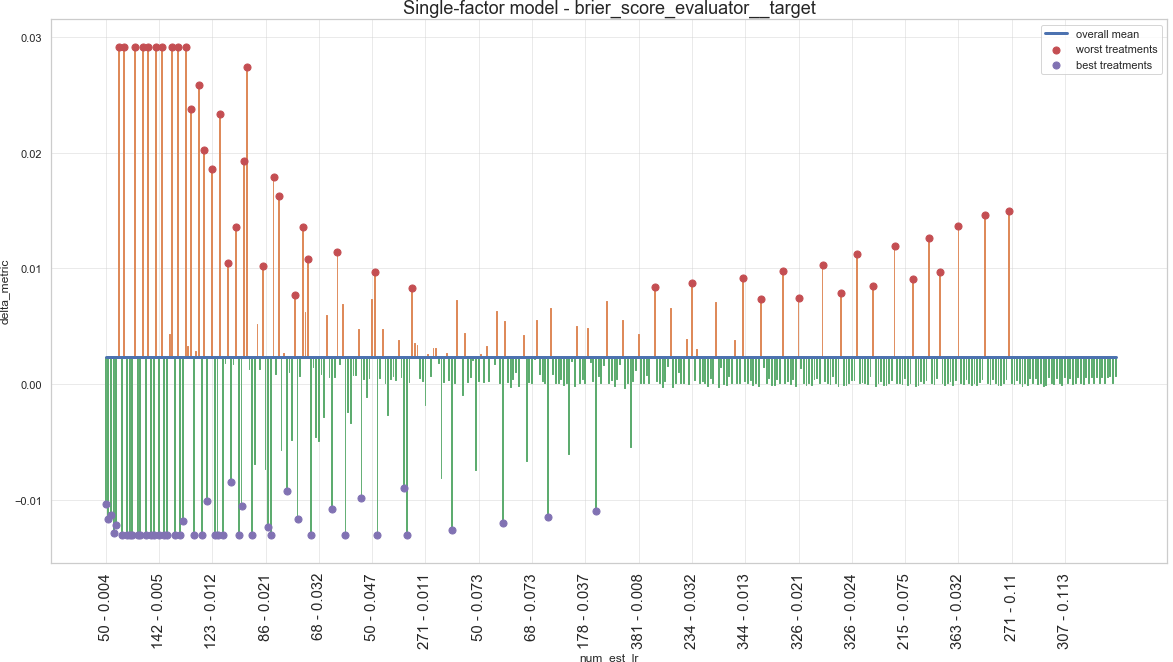 Single-factor model - brier_score_evaluator__target
overall mean
worst treatments
best treatments
delta_metric
0.03
0.02
0.01
0.00
−0.01
50 - 0.004
142 - 0.005
123 - 0.012
86 - 0.021
68 - 0.032
50 - 0.047
271 - 0.011
50 - 0.073
68 - 0.073
178 - 0.037
381 - 0.008
234 - 0.032
344 - 0.013
326 - 0.021
326 - 0.024
215 - 0.075
363 - 0.032
271 - 0.11
307 - 0.113
num_est_lr